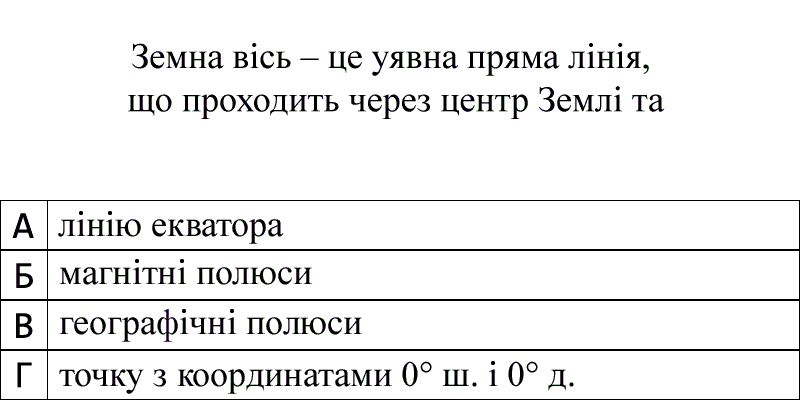 Земна вісь – це уявна пряма лінія,
що проходить через центр Землі та
А лінію екватора
Б магнітні полюси
В географічні полюси
Г точку з координатами 0° ш. і 0° д.